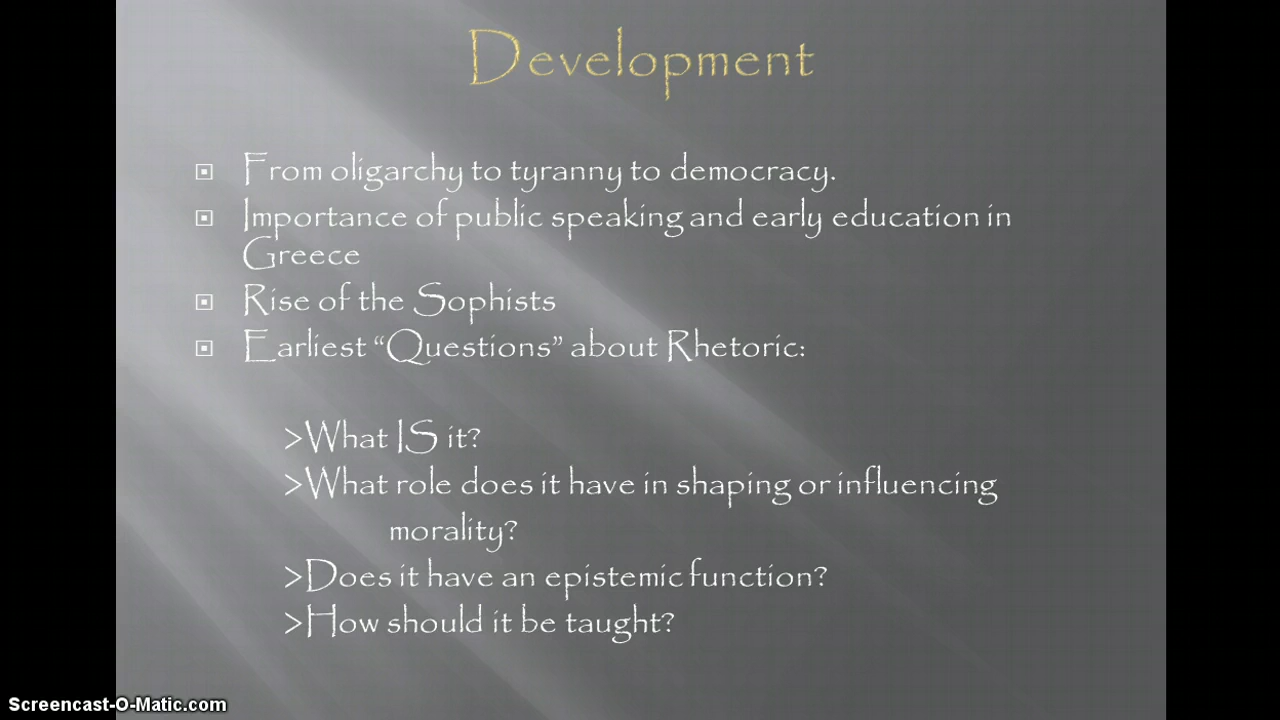 Development
From oligarchy to tyranny to democracy.
Importance of public speaking and early education in
Greece
Rise of the Sophists
Earliest “Questions” about Rhetoric:
>What IS it?
>What role does it have in shaping or influencing
morality?
>Does it have an epistemic function?
>How should it be taught?
Screencast-O-Matic.com